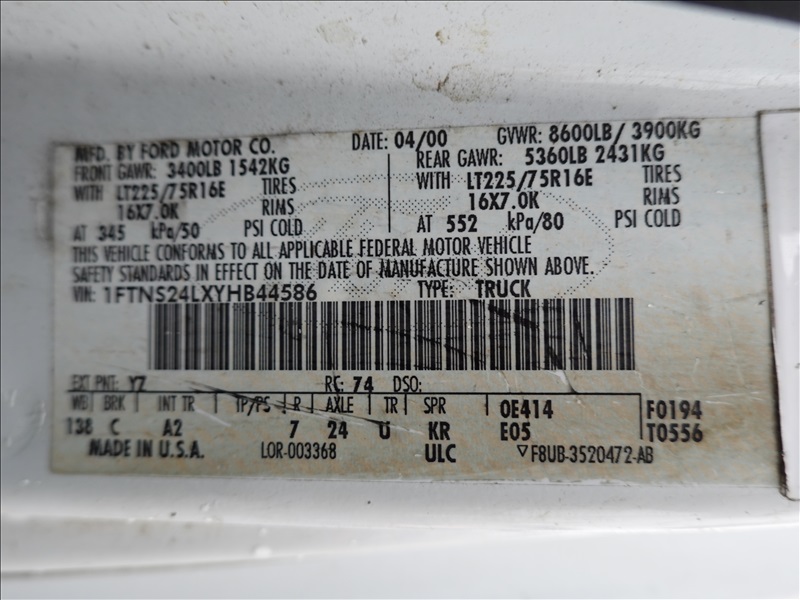 MFD. BY FORD MOTOR CO. DATE: 04/00 GVWR: 8600LB/ 3900KG
FRONT GAWR: 3400LB 1542KG REAR GAWR: 5360LB 2431KG
WITH LT225/75R16E TIRES WITH LT225/75R16E TIRES
16X7.0K RIMS 16X7.0K RIMS
AT 345 kPa/50 PSI COLD AT 552 kPa/80 PSI COLD
THIS VEHICLE CONFORMS TO ALL APPLICABLE FEDERAL MOTOR VEHICLE
SAFETY STANDARDS IN EFFECT ON THE DATE OF MANUFACTURE SHOWN ABOVE.
VIN: 1FTNS24LXYHB44586 TYPE: TRUCK
EXT PNT: YZ RC: 74 DSO:
WB BRK INT TR TP/PS R AXLE TR SPR 0E414 F0194
138 C A2 7 24 U KR E05 T0556
MADE IN U.S.A. LOR-003368 ULC ▽F8UB-3520472-AB